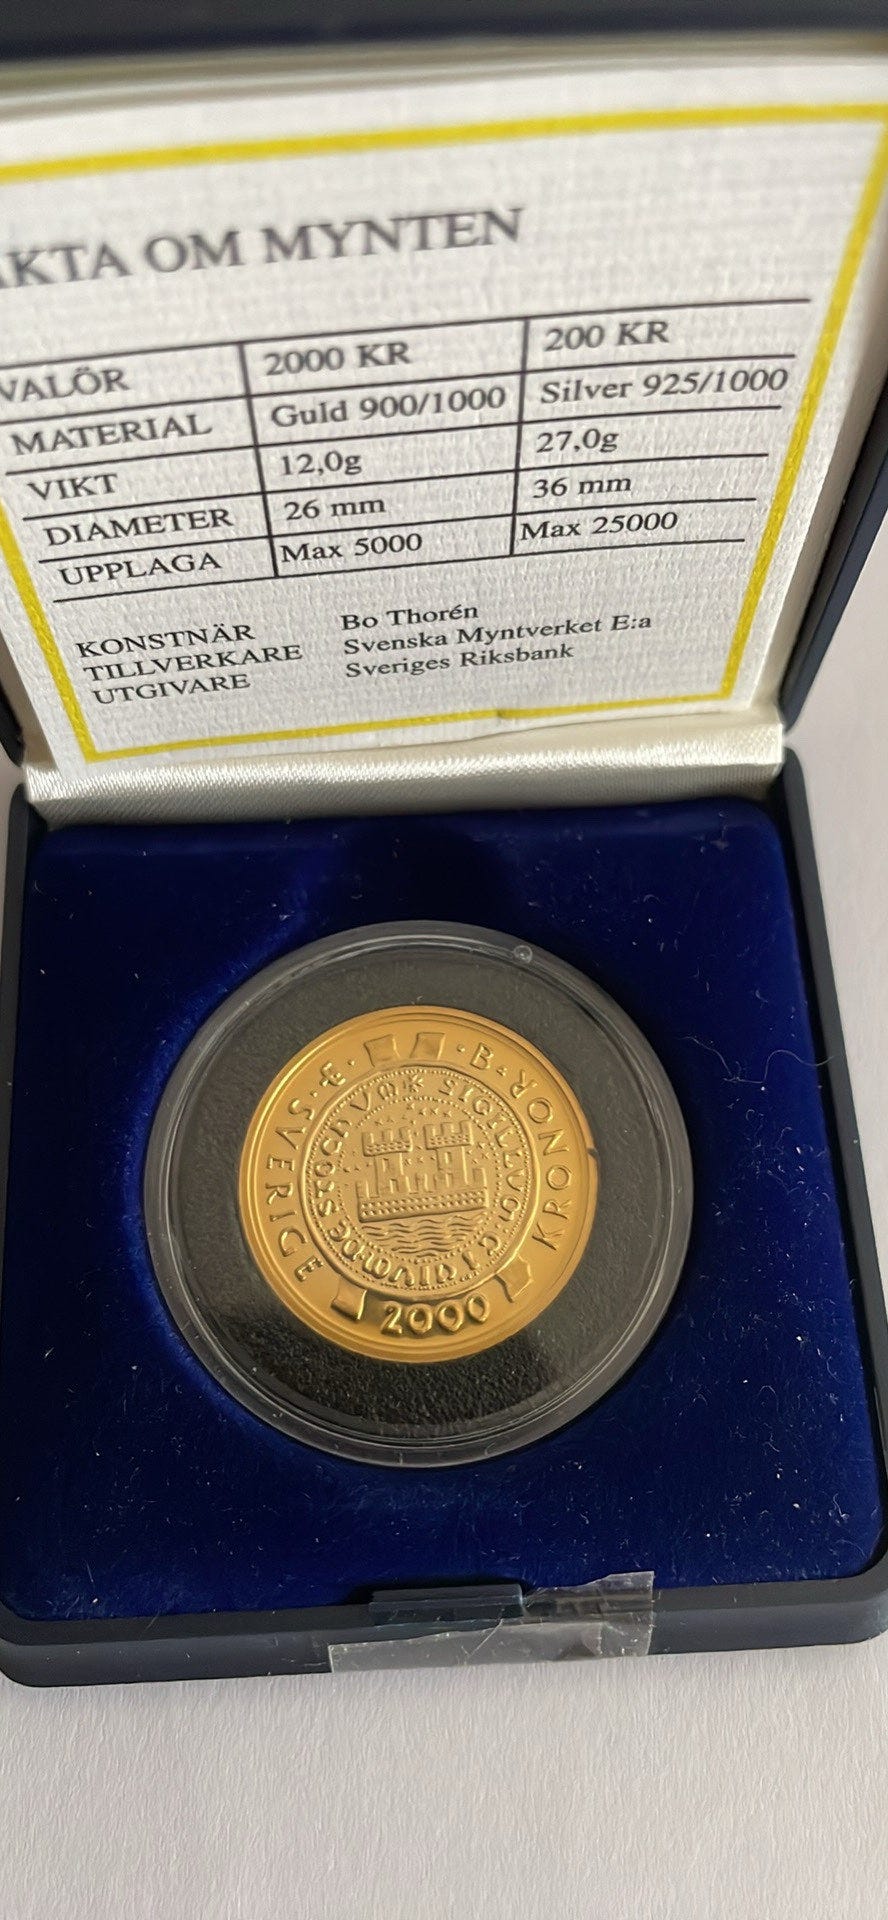 AKTA OM MYNTEN
VALÖR 2000 KR 200 KR
MATERIAL Guld 900/1000 Silver 925/1000
VIKT 12,0g 27,0g
DIAMETER 26 mm 36 mm
UPPLAGA Max 5000 Max 25000
KONSTNÄR Bo Thorén
TILLVERKARE Svenska Myntverket E:a
UTGIVARE Sveriges Riksbank
E · SVERIGE
· B · KRONOR
2000